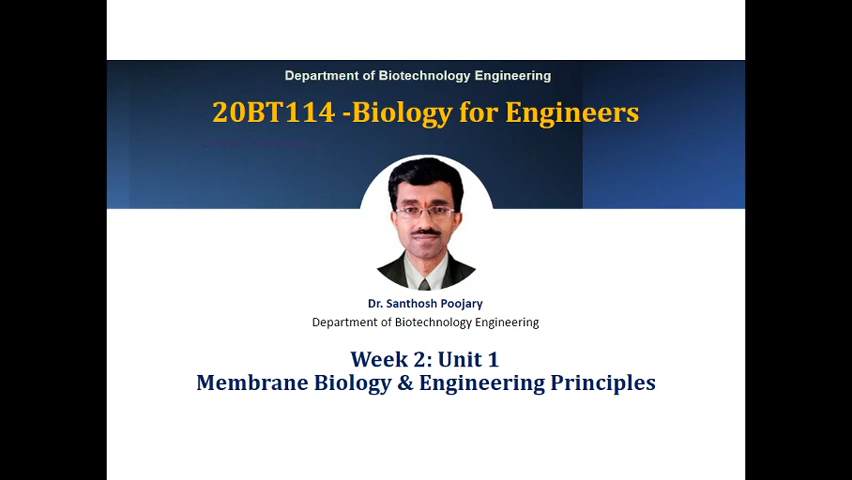 Department of Biotechnology Engineering
20BT114 -Biology for Engineers
Dr. Santhosh Poojary
Department of Biotechnology Engineering
Week 2: Unit 1
Membrane Biology & Engineering Principles